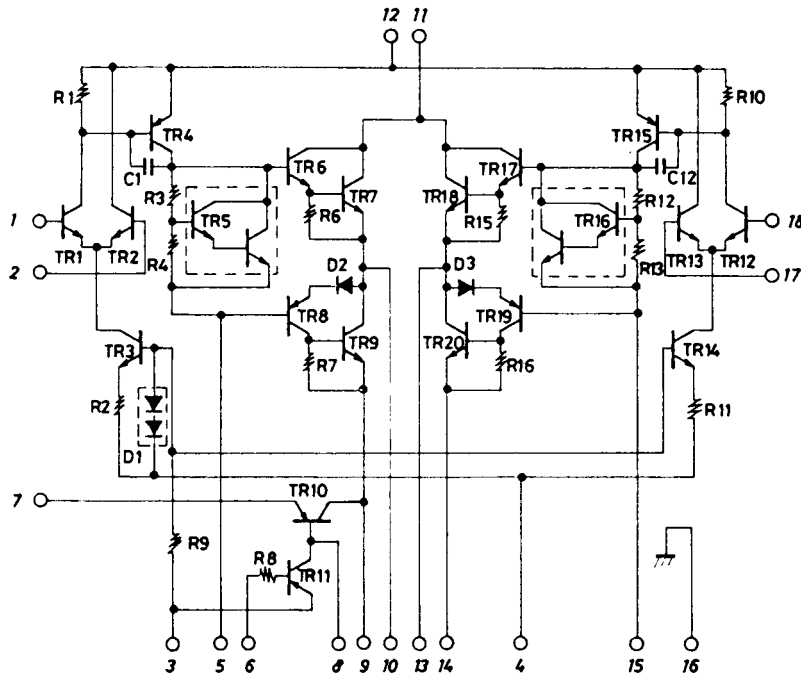 12 11
R1 R10
TR4 TR15
C1 TR6 TR17 C12
R3 TR7 TR18 R12
1 TR5 R6 R15 TR16 18
TR1 TR2 R4 D2 D3 R13 TR13 TR12
2 17
TR8 TR19
TR3 TR9 TR20 TR14
R7 R16
R2 R11
D1
7 TR10
R9 R8 TR11
3 5 6 8 9 10 13 14 4 15 16